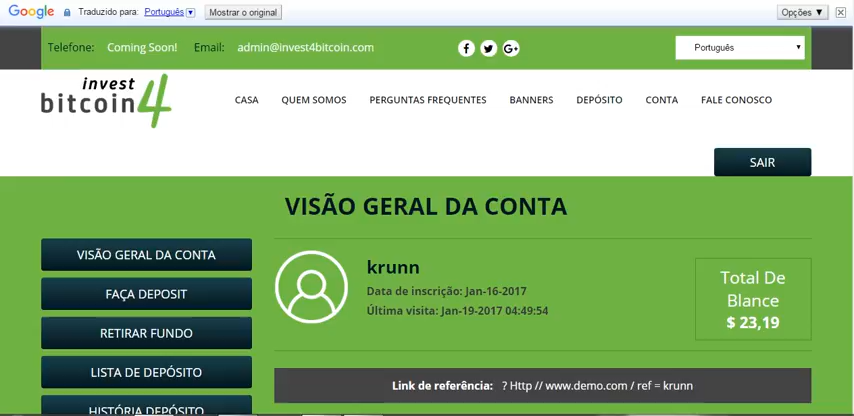 Google Traduzido para: Português Mostrar o original Opções ▼
Telefone: Coming Soon! Email: admin@invest4bitcoin.com Português
invest
bitcoin 4
CASA QUEM SOMOS PERGUNTAS FREQUENTES BANNERS DEPÓSITO CONTA FALE CONOSCO
SAIR
VISÃO GERAL DA CONTA
VISÃO GERAL DA CONTA
FAÇA DEPOSIT
RETIRAR FUNDO
LISTA DE DEPÓSITO
HISTÓRIA DEPÓSITO
krunn
Data de inscrição: Jan-16-2017
Última visita: Jan-19-2017 04:49:54
Total De
Blance
$ 23,19
Link de referência: ? Http // www.demo.com / ref = krunn